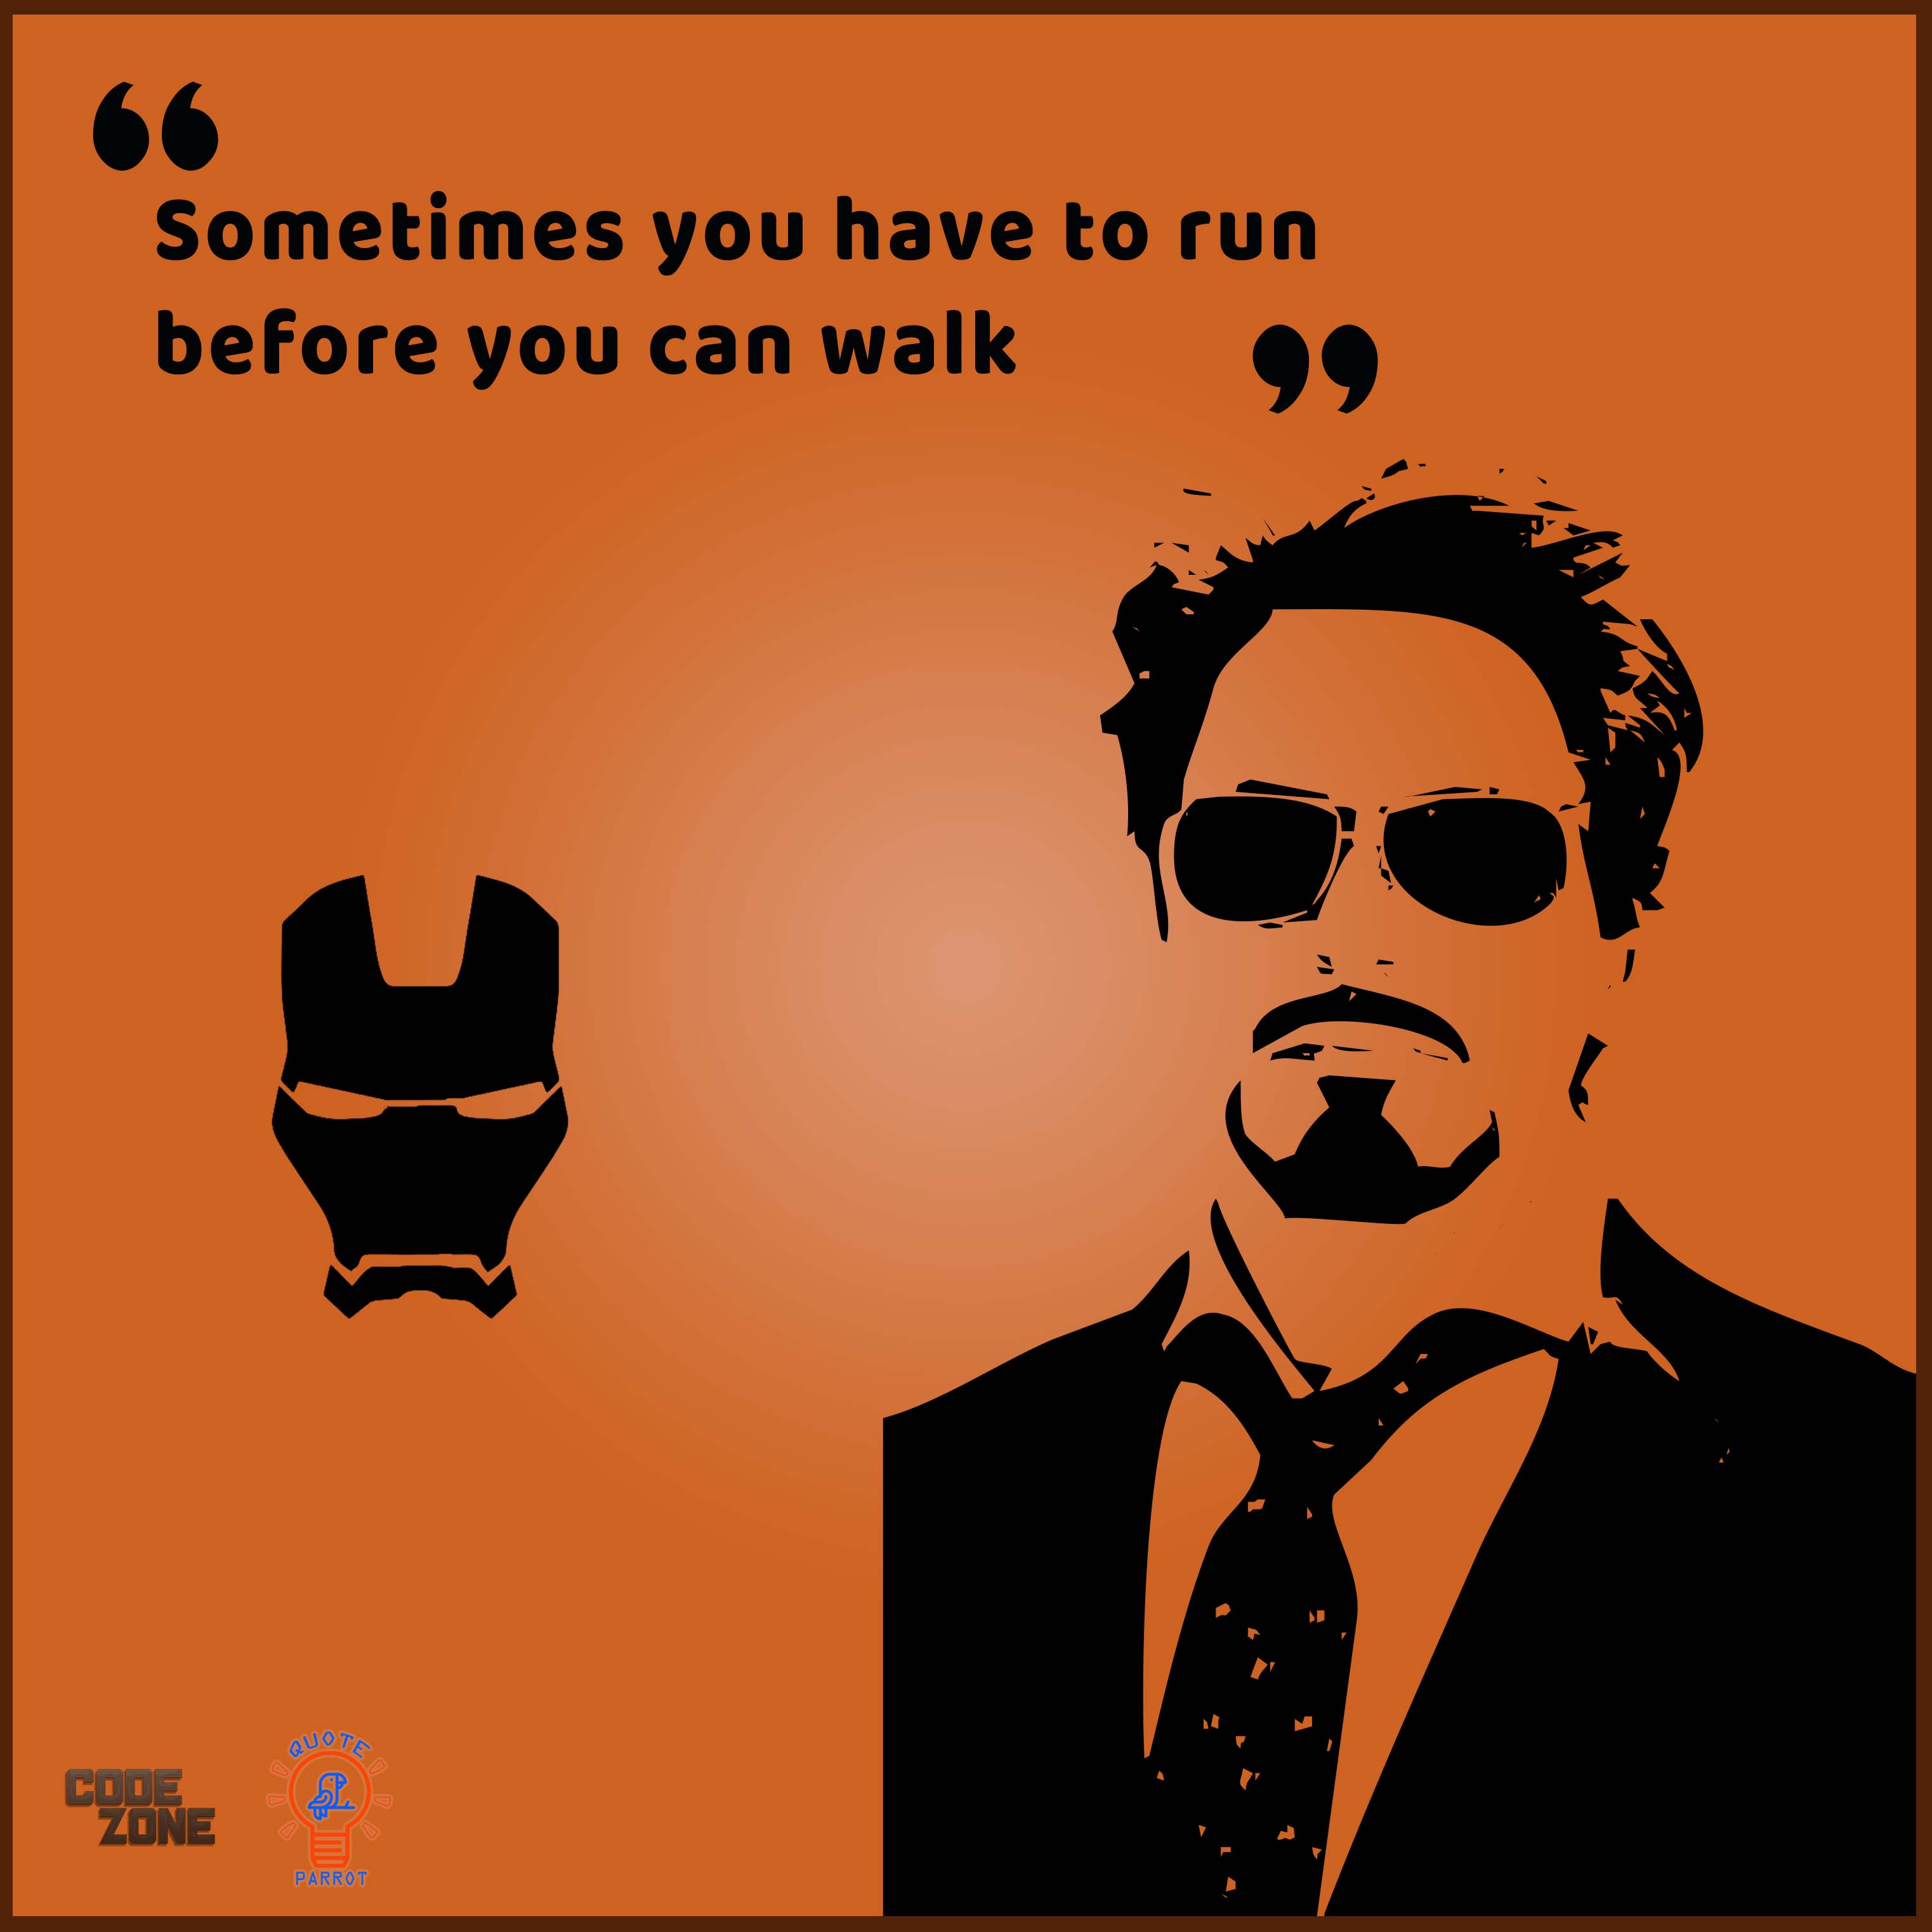 “
Sometimes you have to run
before you can walk
”
CODE
ZONE
QUOTE
PARROT